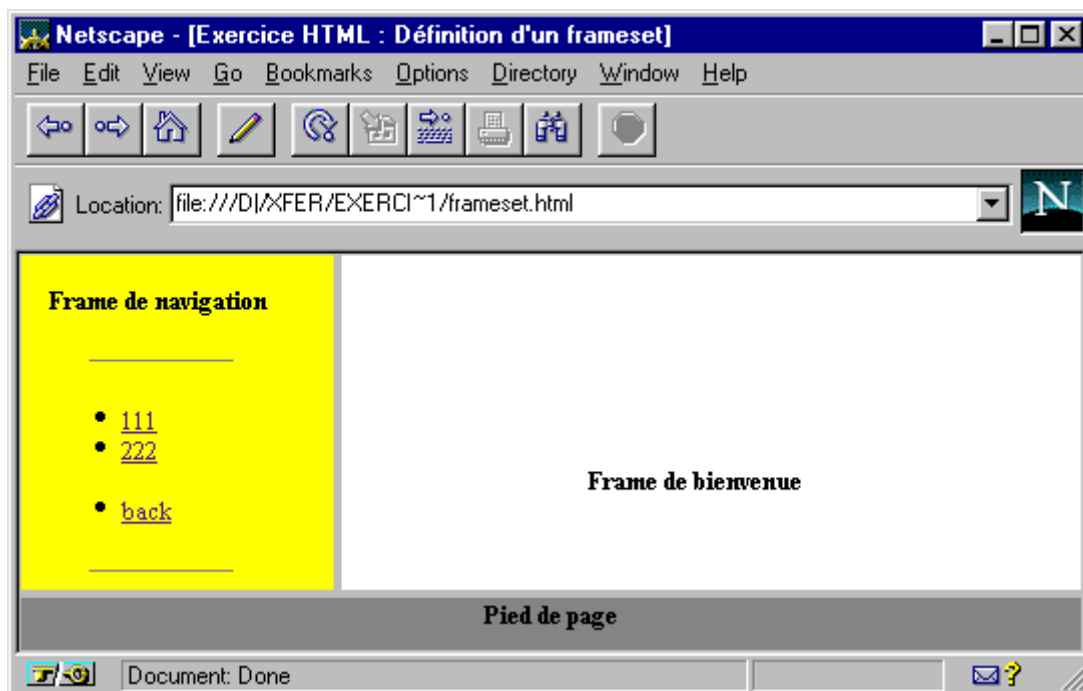 Netscape - [Exercice HTML : Définition d'un frameset]
File Edit View Go Bookmarks Options Directory Window Help
Location: file:///D|/XFER/EXERCI~1/frameset.html
N
Frame de navigation
111
222
back
Frame de bienvenue
Pied de page
Document: Done